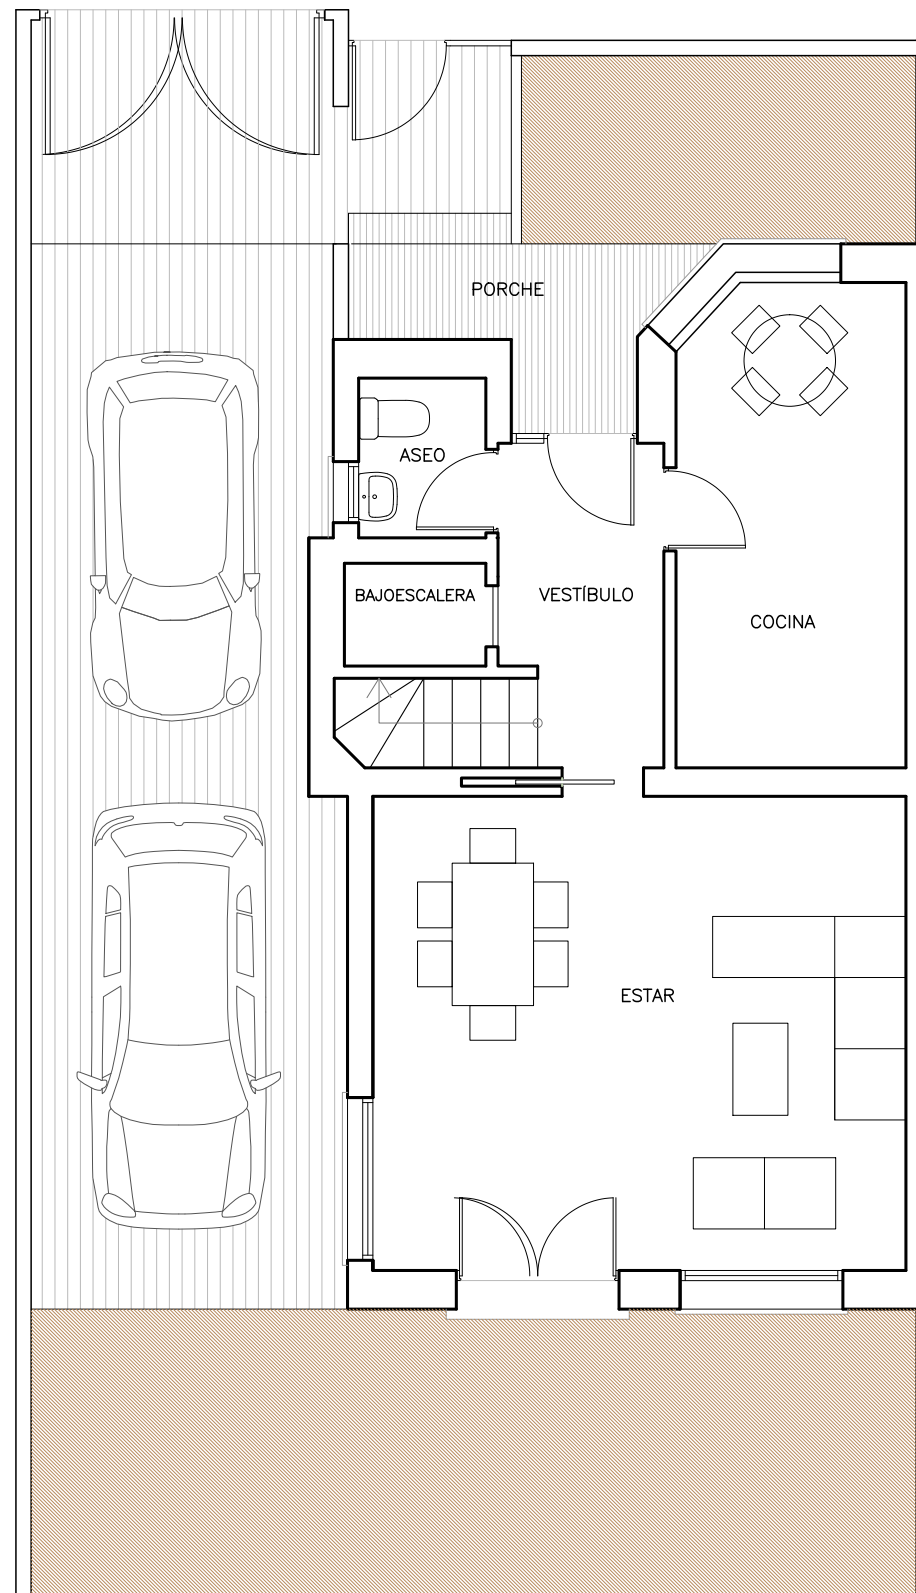 PORCHE
ASEO
BAJOESCALERA
VESTÍBULO
COCINA
ESTAR